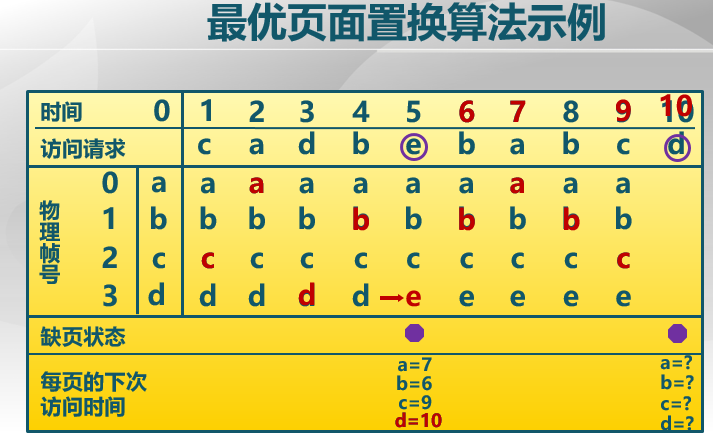 最优页面置换算法示例
时间 0 1 2 3 4 5 6 7 8 9 10
访问请求 c a d b e b a b c d
物理帧号
0 a a a a a a a a a a
1 b b b b b b b b b b
2 c c c c c c c c c c
3 d d d d d e e e e e
缺页状态
每页的下次
访问时间
a=7
b=6
c=9
d=10
a=?
b=?
c=?
d=?